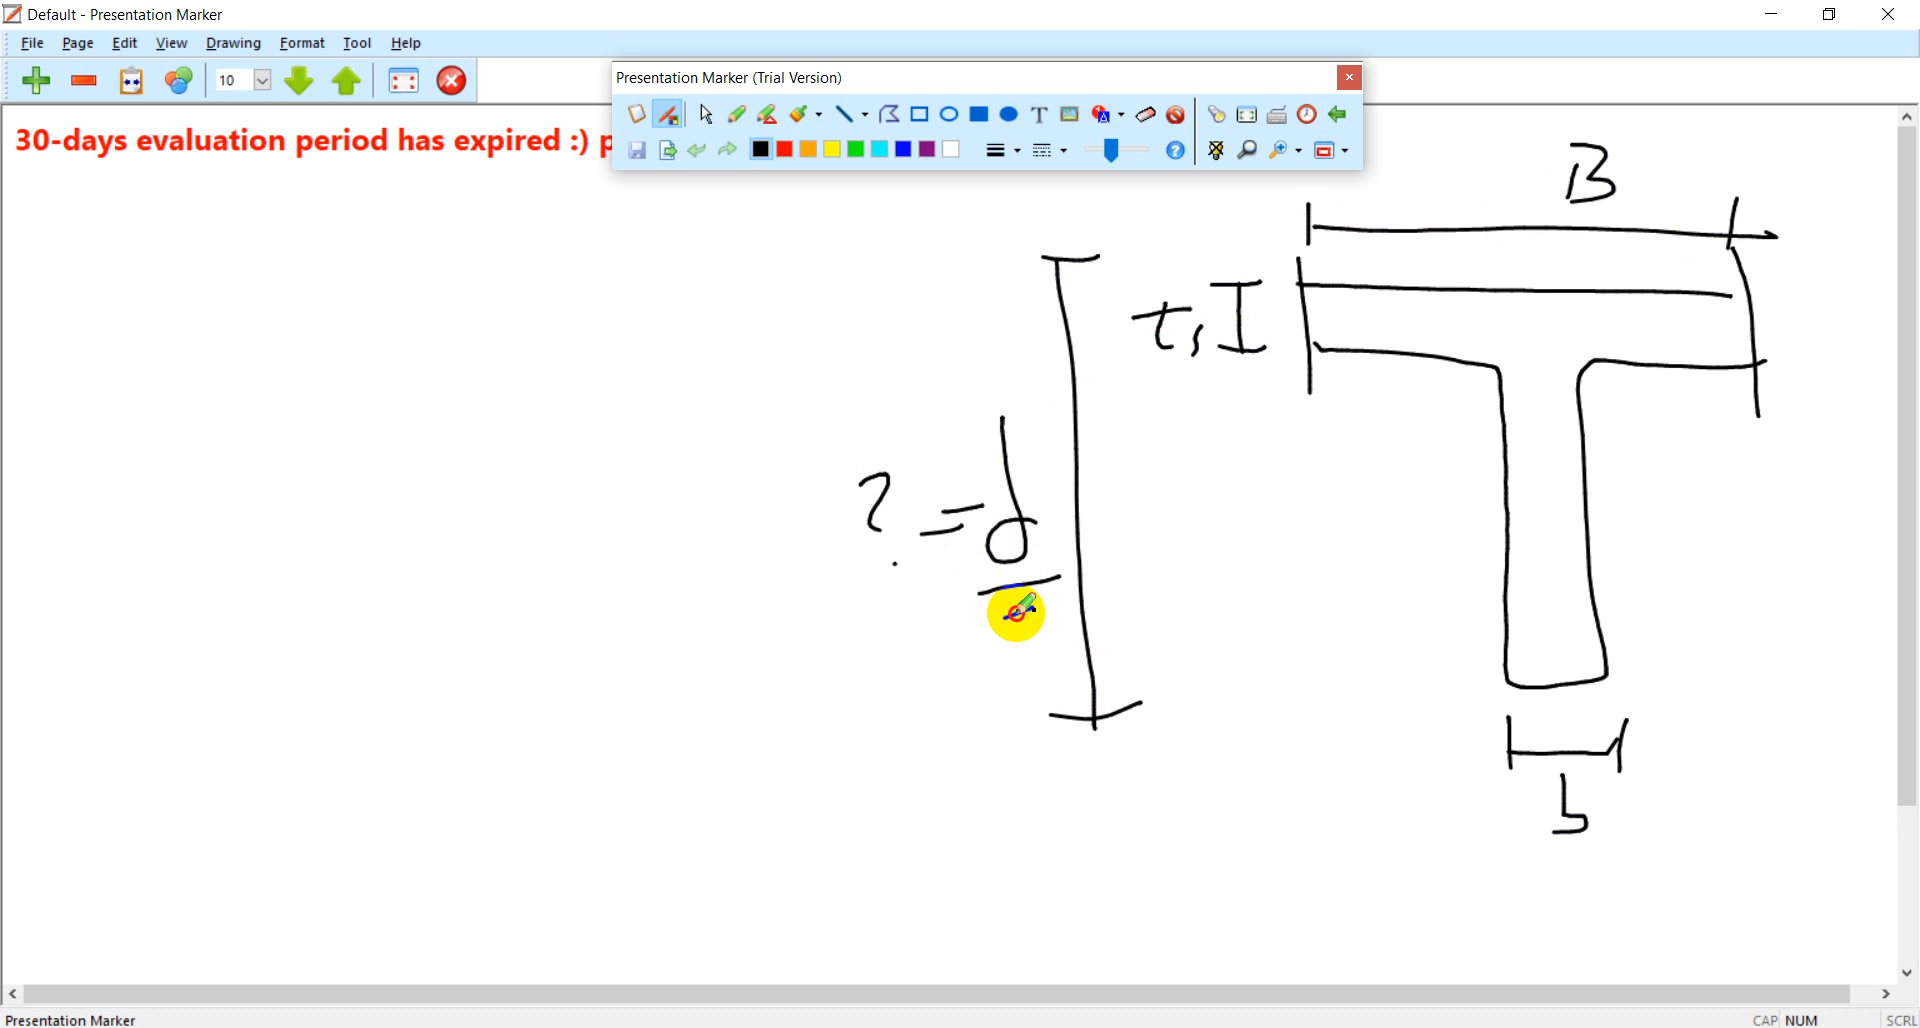 Default - Presentation Marker
File Page Edit View Drawing Format Tool Help
10
Presentation Marker (Trial Version)
30-days evaluation period has expired :) p
B
ts
? = d
b
Presentation Marker
CAP NUM SCRL